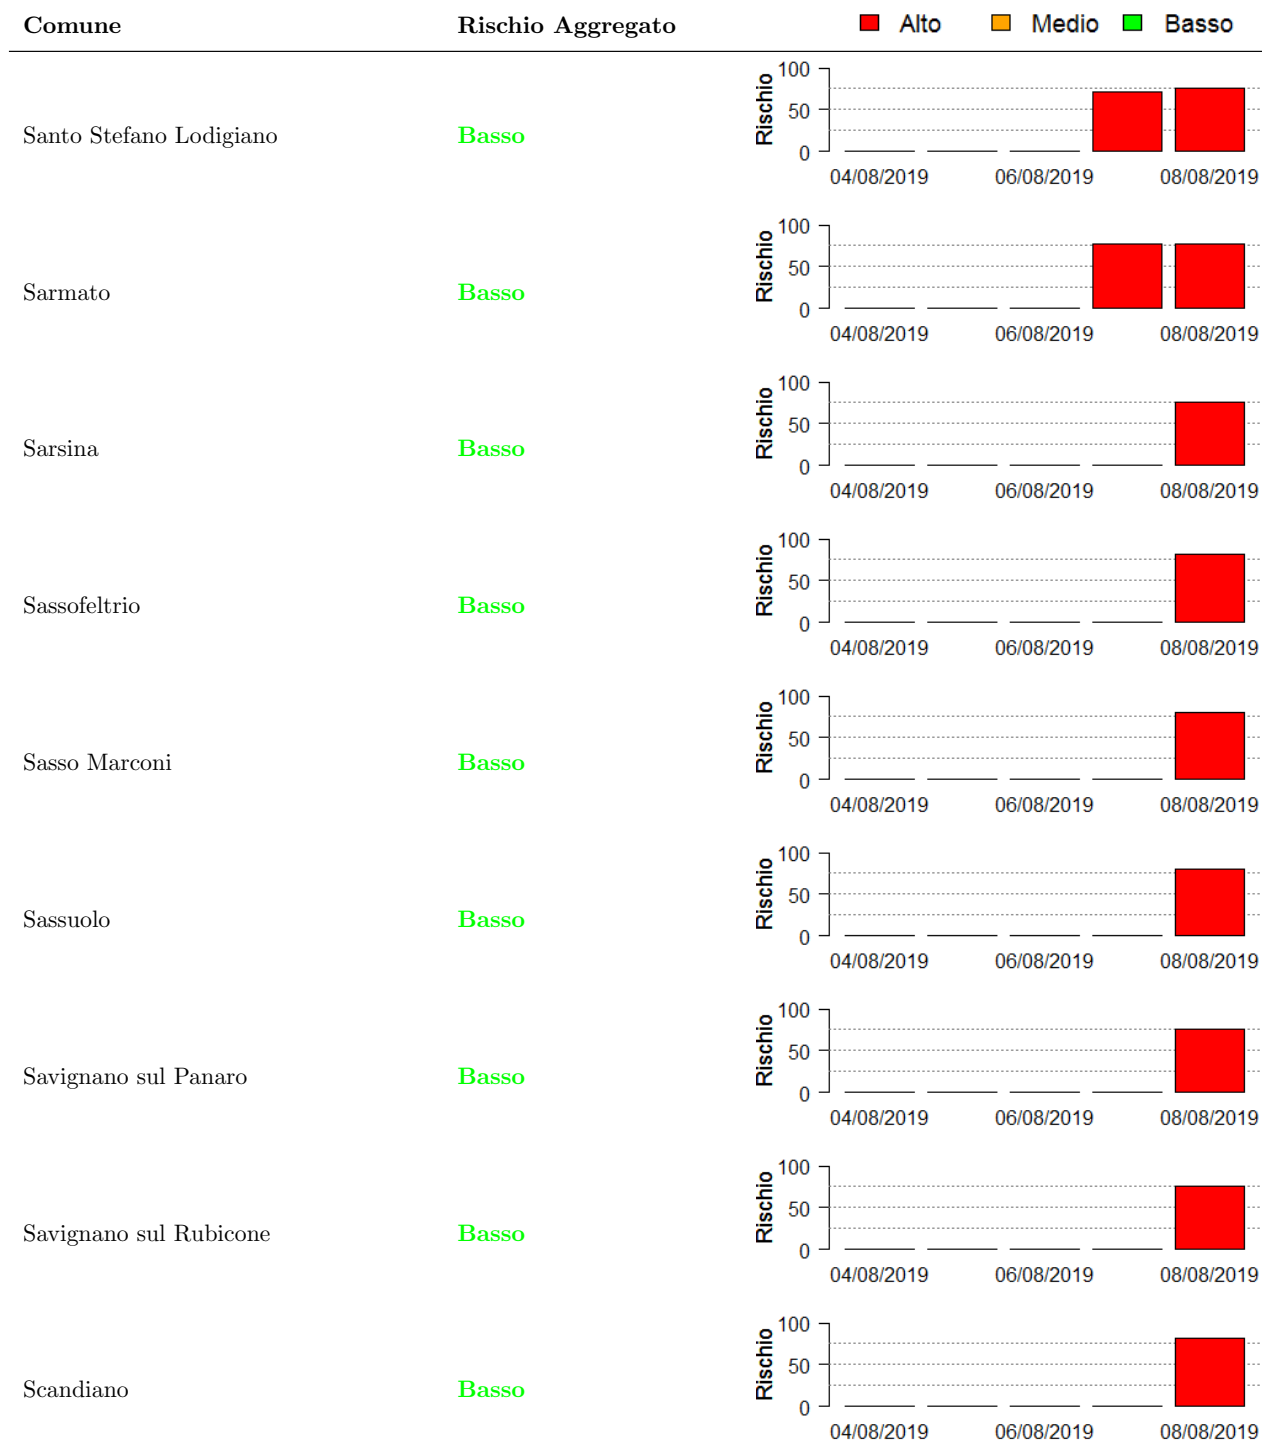 Comune Rischio Aggregato Alto Medio Basso
Santo Stefano Lodigiano Basso
Rischio
100
50
0
04/08/2019 06/08/2019 08/08/2019
Sarmato Basso
Rischio
100
50
0
04/08/2019 06/08/2019 08/08/2019
Sarsina Basso
Rischio
100
50
0
04/08/2019 06/08/2019 08/08/2019
Sassofeltrio Basso
Rischio
100
50
0
04/08/2019 06/08/2019 08/08/2019
Sasso Marconi Basso
Rischio
100
50
0
04/08/2019 06/08/2019 08/08/2019
Sassuolo Basso
Rischio
100
50
0
04/08/2019 06/08/2019 08/08/2019
Savignano sul Panaro Basso
Rischio
100
50
0
04/08/2019 06/08/2019 08/08/2019
Savignano sul Rubicone Basso
Rischio
100
50
0
04/08/2019 06/08/2019 08/08/2019
Scandiano Basso
Rischio
100
50
0
04/08/2019 06/08/2019 08/08/2019